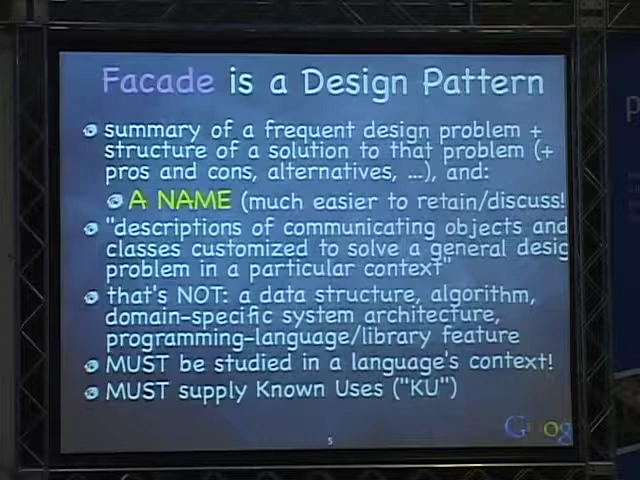 Facade is a Design Pattern
summary of a frequent design problem +
structure of a solution to that problem (+
pros and cons, alternatives, ...), and:
A NAME (much easier to retain/discuss!
"descriptions of communicating objects and
classes customized to solve a general desig
problem in a particular context"
that's NOT: a data structure, algorithm,
domain-specific system architecture,
programming-language/library feature
MUST be studied in a language's context!
MUST supply Known Uses ("KU")
5
Goog